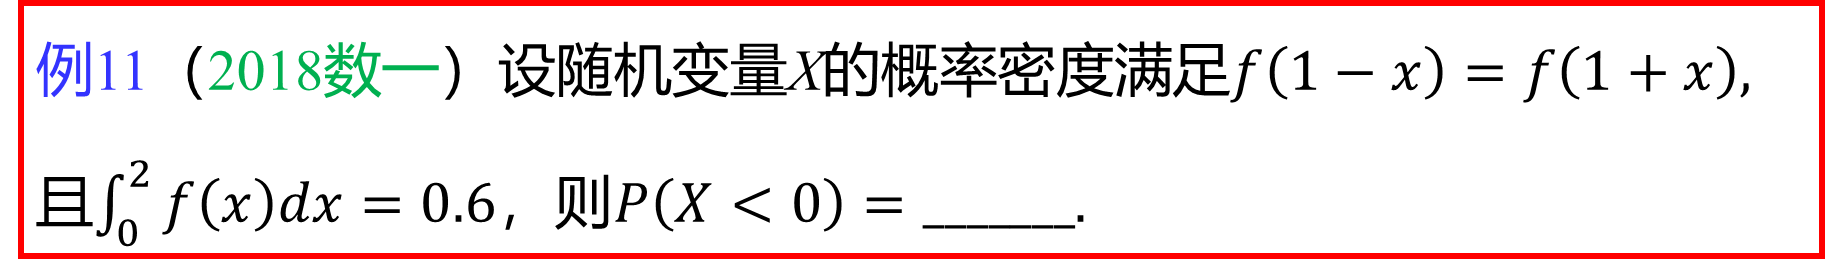 例11（2018数一）设随机变量X的概率密度满足f(1 − x) = f(1 + x),
且∫₀² f(x)dx = 0.6，则P(X < 0) = _______.